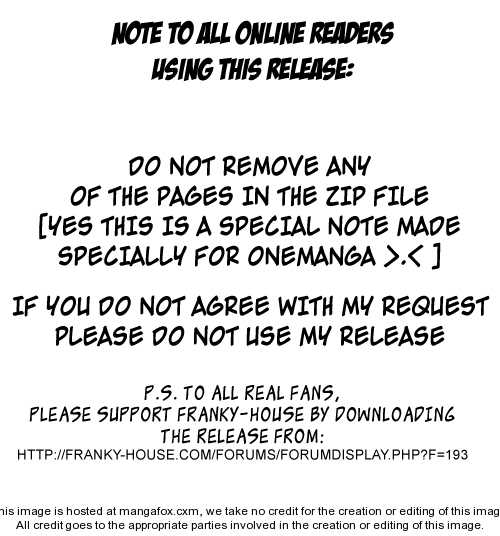 NOTE TO ALL ONLINE READERS
USING THIS RELEASE:
DO NOT REMOVE ANY
OF THE PAGES IN THE ZIP FILE
[YES THIS IS A SPECIAL NOTE MADE
SPECIALLY FOR ONEMANGA >.< ]
IF YOU DO NOT AGREE WITH MY REQUEST
PLEASE DO NOT USE MY RELEASE
P.S. TO ALL REAL FANS,
PLEASE SUPPORT FRANKY-HOUSE BY DOWNLOADING
THE RELEASE FROM:
HTTP://FRANKY-HOUSE.COM/FORUMS/FORUMDISPLAY.PHP?F=193
his image is hosted at mangafox.cxm, we take no credit for the creation or editing of this imag
All credit goes to the appropriate parties involved in the creation or editing of this image.